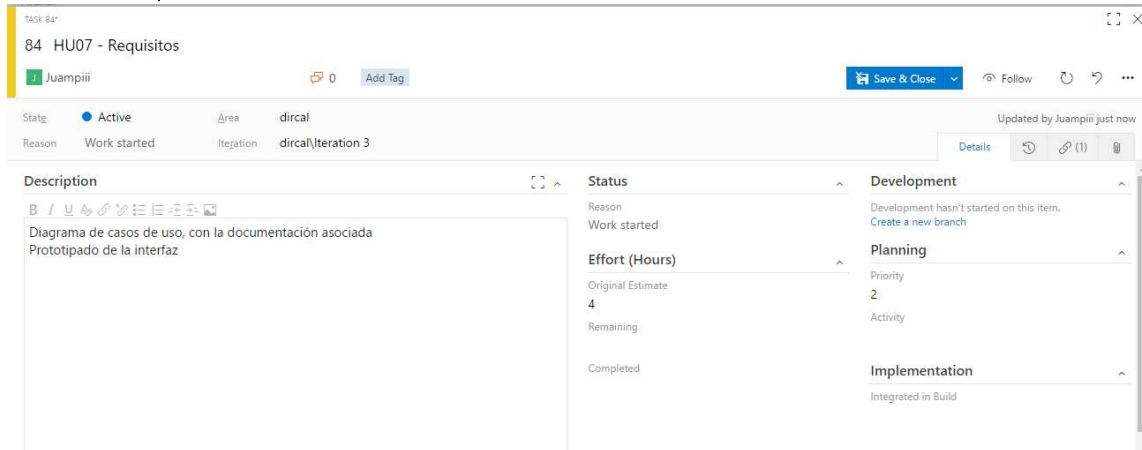 TASK 84*
84 HU07 - Requisitos
J Juampiii 0 Add Tag Save & Close Follow
State Active Area dircal Updated by Juampiii just now
Reason Work started Iteration dircal\Iteration 3 Details (1)
Description Status Development
B I U Reason Development hasn't started on this item.
Diagrama de casos de uso, con la documentación asociada Work started Create a new branch
Prototipado de la interfaz
Effort (Hours) Planning
Original Estimate Priority
4 2
Remaining Activity
Completed Implementation
Integrated in Build